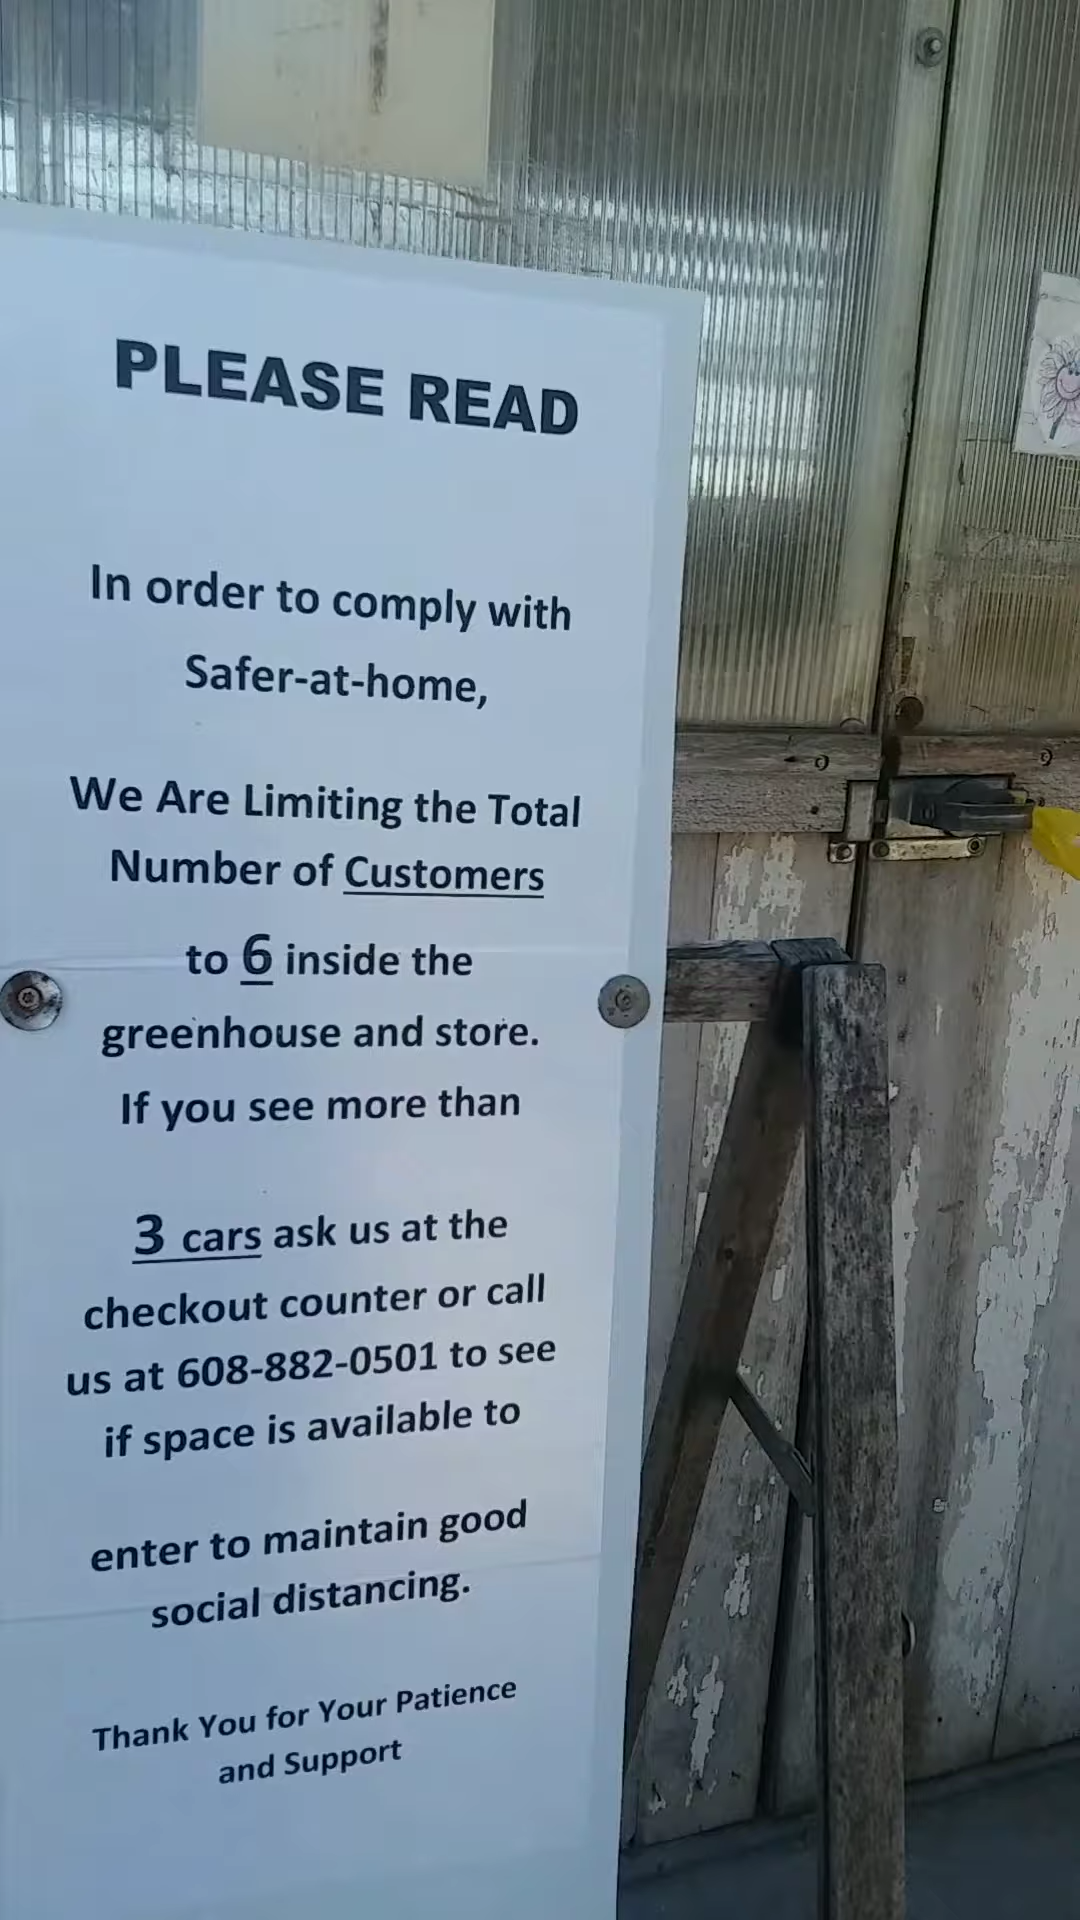 PLEASE READ
In order to comply with
Safer-at-home,
We Are Limiting the Total
Number of Customers
to 6 inside the
greenhouse and store.
If you see more than
3 cars ask us at the
checkout counter or call
us at 608-882-0501 to see
if space is available to
enter to maintain good
social distancing.
Thank You for Your Patience
and Support